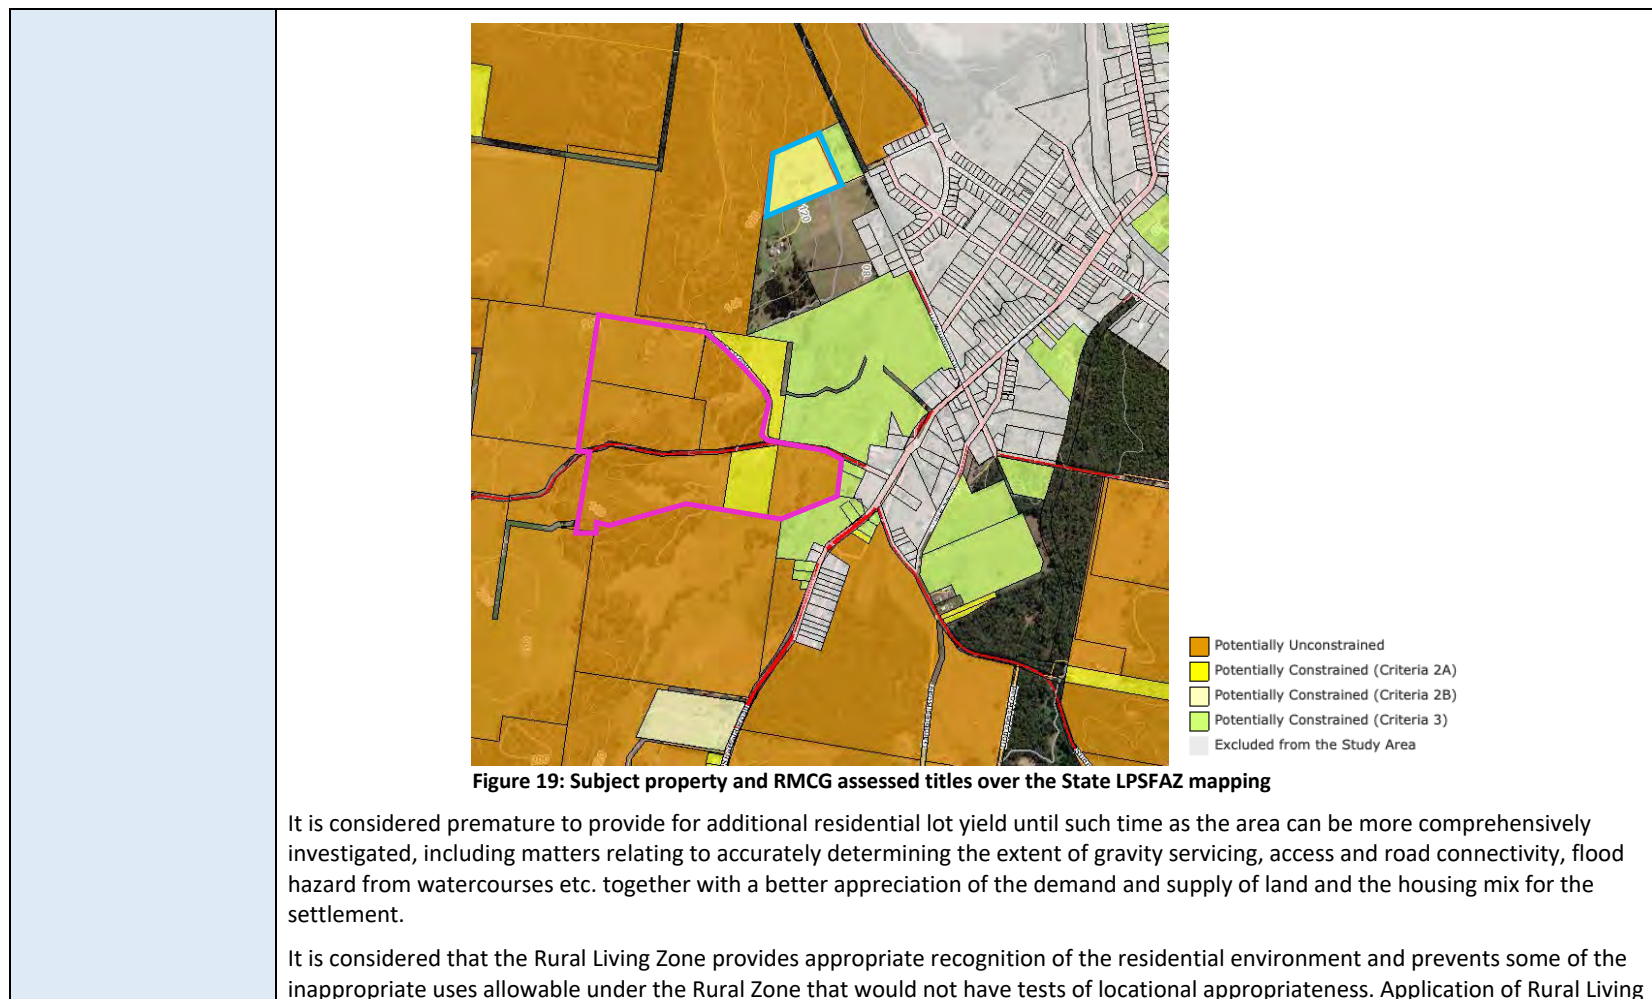 120
Potentially Unconstrained
Potentially Constrained (Criteria 2A)
Potentially Constrained (Criteria 2B)
Potentially Constrained (Criteria 3)
Excluded from the Study Area
Figure 19: Subject property and RMCG assessed titles over the State LPSFAZ mapping
It is considered premature to provide for additional residential lot yield until such time as the area can be more comprehensively
investigated, including matters relating to accurately determining the extent of gravity servicing, access and road connectivity, flood
hazard from watercourses etc. together with a better appreciation of the demand and supply of land and the housing mix for the
settlement.
It is considered that the Rural Living Zone provides appropriate recognition of the residential environment and prevents some of the
inappropriate uses allowable under the Rural Zone that would not have tests of locational appropriateness. Application of Rural Living